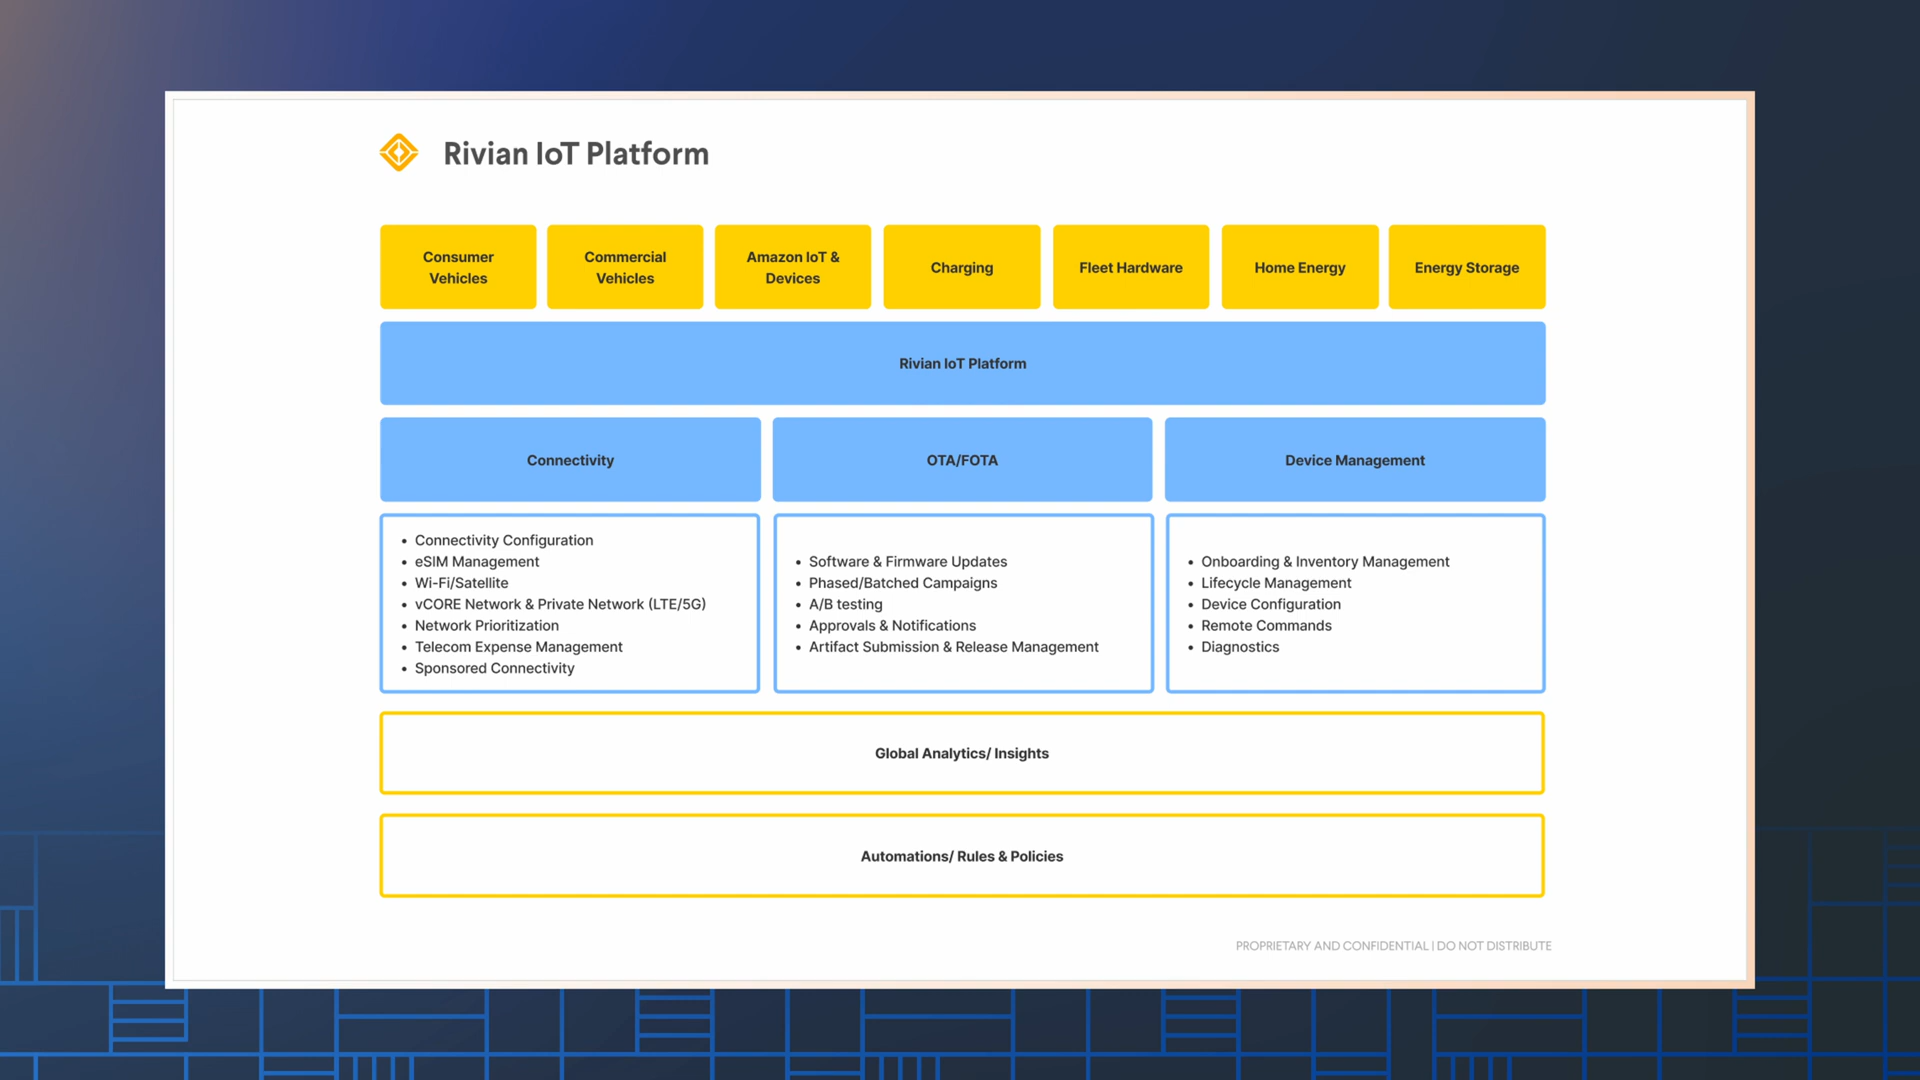 Rivian IoT Platform
Consumer
Vehicles
Commercial
Vehicles
Amazon IoT &
Devices
Charging
Fleet Hardware
Home Energy
Energy Storage
Rivian IoT Platform
Connectivity
OTA/FOTA
Device Management
• Connectivity Configuration
• eSIM Management
• Wi-Fi/Satellite
• vCORE Network & Private Network (LTE/5G)
• Network Prioritization
• Telecom Expense Management
• Sponsored Connectivity
• Software & Firmware Updates
• Phased/Batched Campaigns
• A/B testing
• Approvals & Notifications
• Artifact Submission & Release Management
• Onboarding & Inventory Management
• Lifecycle Management
• Device Configuration
• Remote Commands
• Diagnostics
Global Analytics/ Insights
Automations/ Rules & Policies
PROPRIETARY AND CONFIDENTIAL | DO NOT DISTRIBUTE